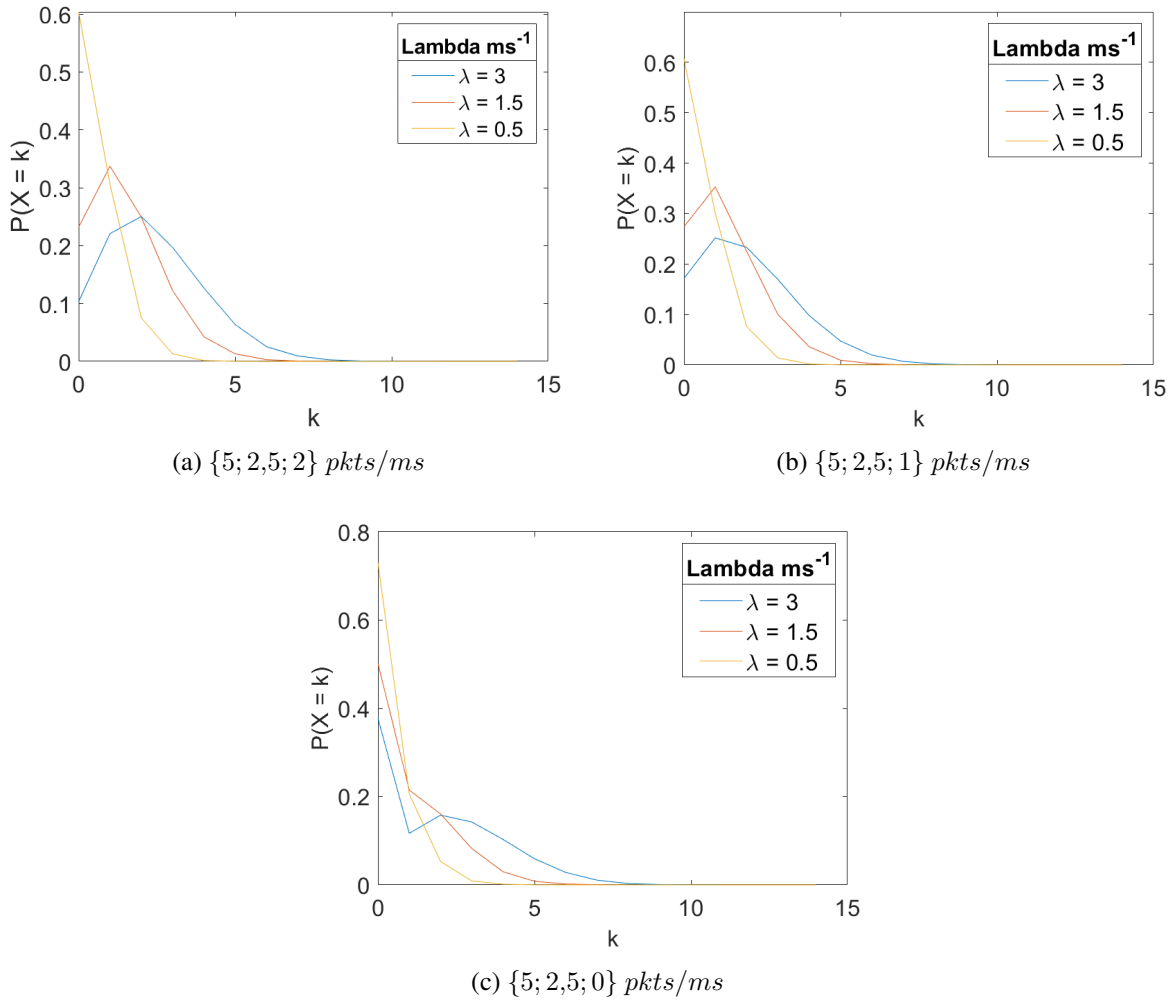 0.6
0.5
0.4
0.3
0.2
0.1
0
P(X = k)
0
5
10
15
k
Lambda ms⁻¹
λ = 3
λ = 1.5
λ = 0.5
(a) {5; 2,5; 2} pkts/ms
0.6
0.5
0.4
0.3
0.2
0.1
0
P(X = k)
0
5
10
15
k
Lambda ms⁻¹
λ = 3
λ = 1.5
λ = 0.5
(b) {5; 2,5; 1} pkts/ms
0.8
0.6
0.4
0.2
0
P(X = k)
0
5
10
15
k
Lambda ms⁻¹
λ = 3
λ = 1.5
λ = 0.5
(c) {5; 2,5; 0} pkts/ms